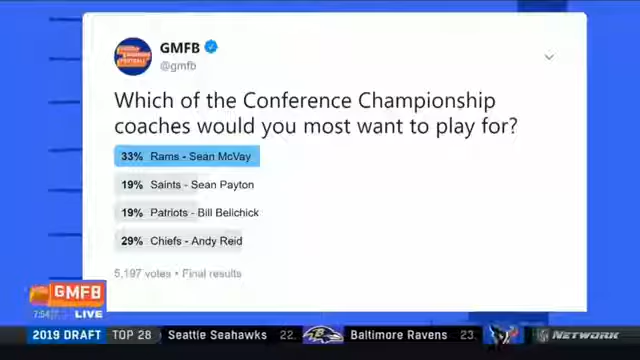 GMFB
@gmfb
Which of the Conference Championship
coaches would you most want to play for?
33% Rams - Sean McVay
19% Saints - Sean Payton
19% Patriots - Bill Belichick
29% Chiefs - Andy Reid
5,197 votes • Final results
GMFB
7:54 LIVE
2019 DRAFT TOP 28 Seattle Seahawks 22. Baltimore Ravens 23. NETWORK